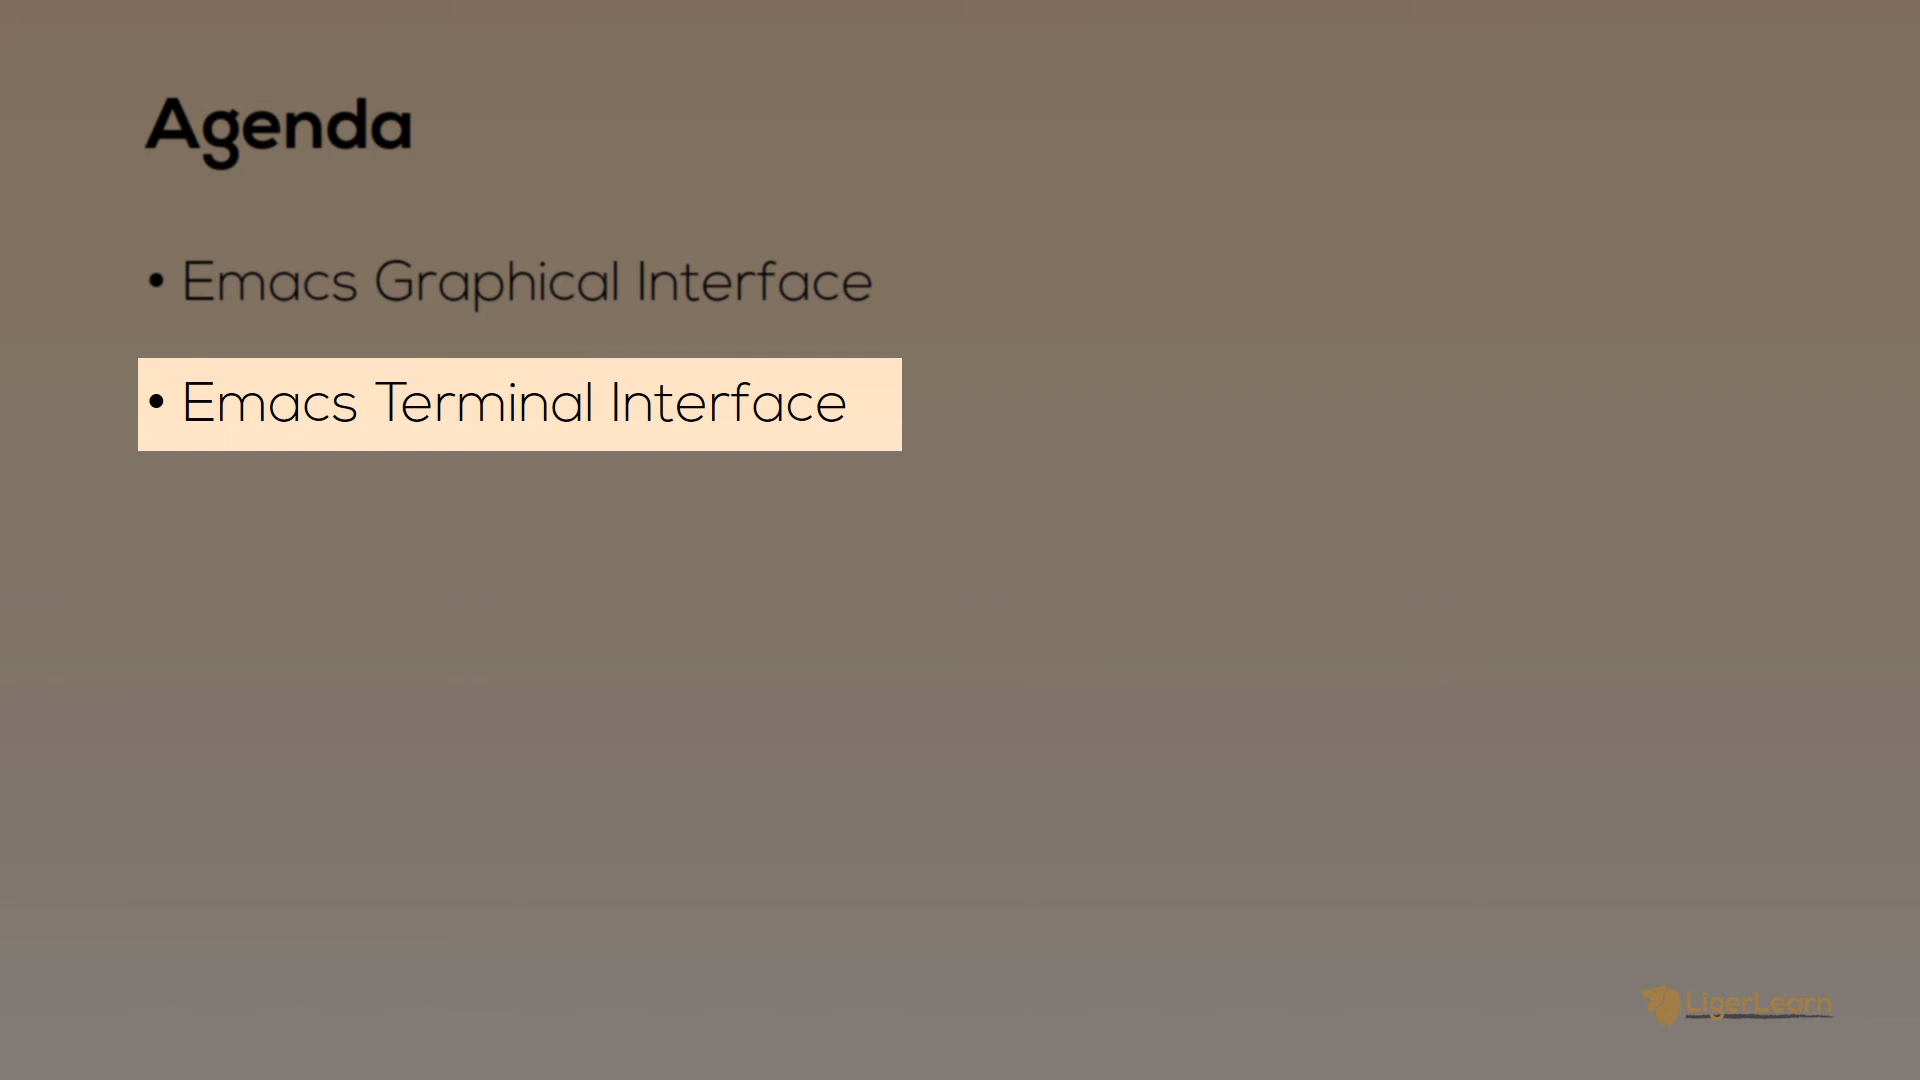 Agenda
• Emacs Graphical Interface
• Emacs Terminal Interface
LigerLearn